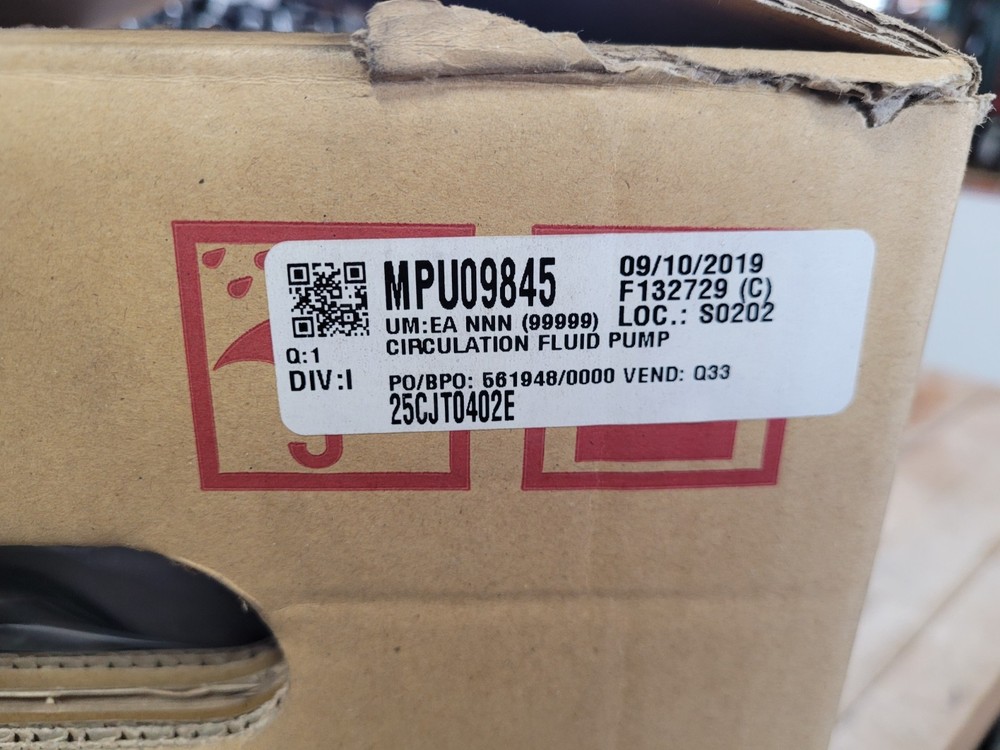 MPU09845
09/10/2019
F132729 (C)
UM:EA NNN (99999)
LOC.: S0202
Q:1
CIRCULATION FLUID PUMP
DIV:I
PO/BPO: 561948/0000 VEND: Q33
25CJT0402E